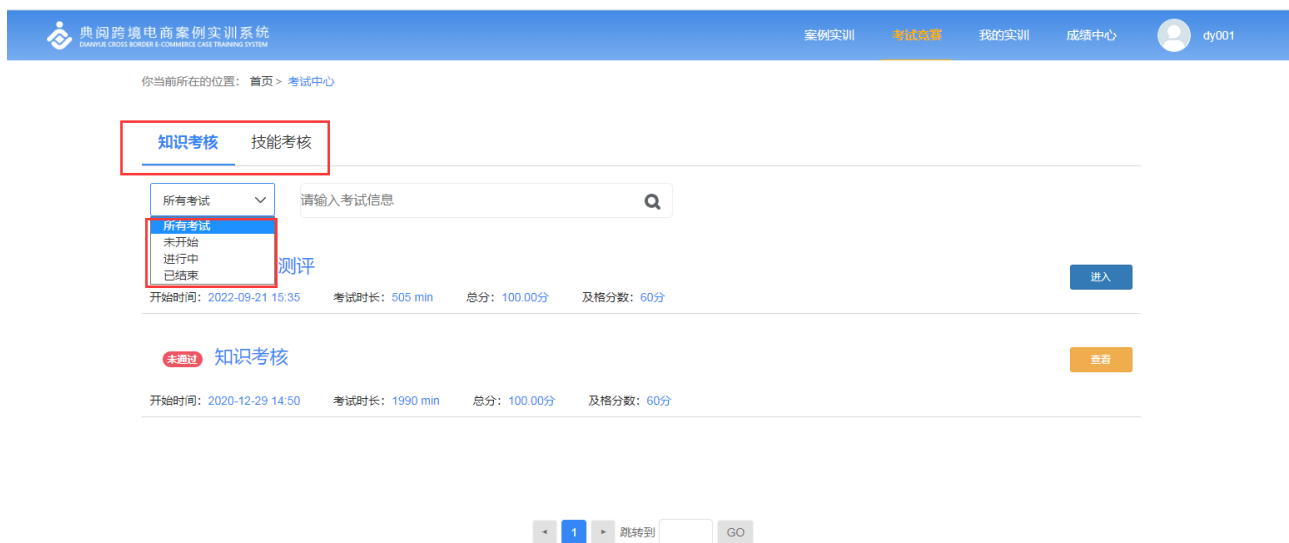 典阅跨境电商案例实训系统
DIANYUE CROSS BORDER E-COMMERCE CASE TRAINING SYSTEM
案例实训 考试竞赛 我的实训 成绩中心 dy001
你当前所在的位置： 首页 > 考试中心
知识考核 技能考核
所有考试 请输入考试信息
所有考试
未开始
进行中
已结束
测评 进入
开始时间：2022-09-21 15:35 考试时长：505 min 总分：100.00分 及格分数：60分
未通过 知识考核 查看
开始时间：2020-12-29 14:50 考试时长：1990 min 总分：100.00分 及格分数：60分
1 跳转到 GO